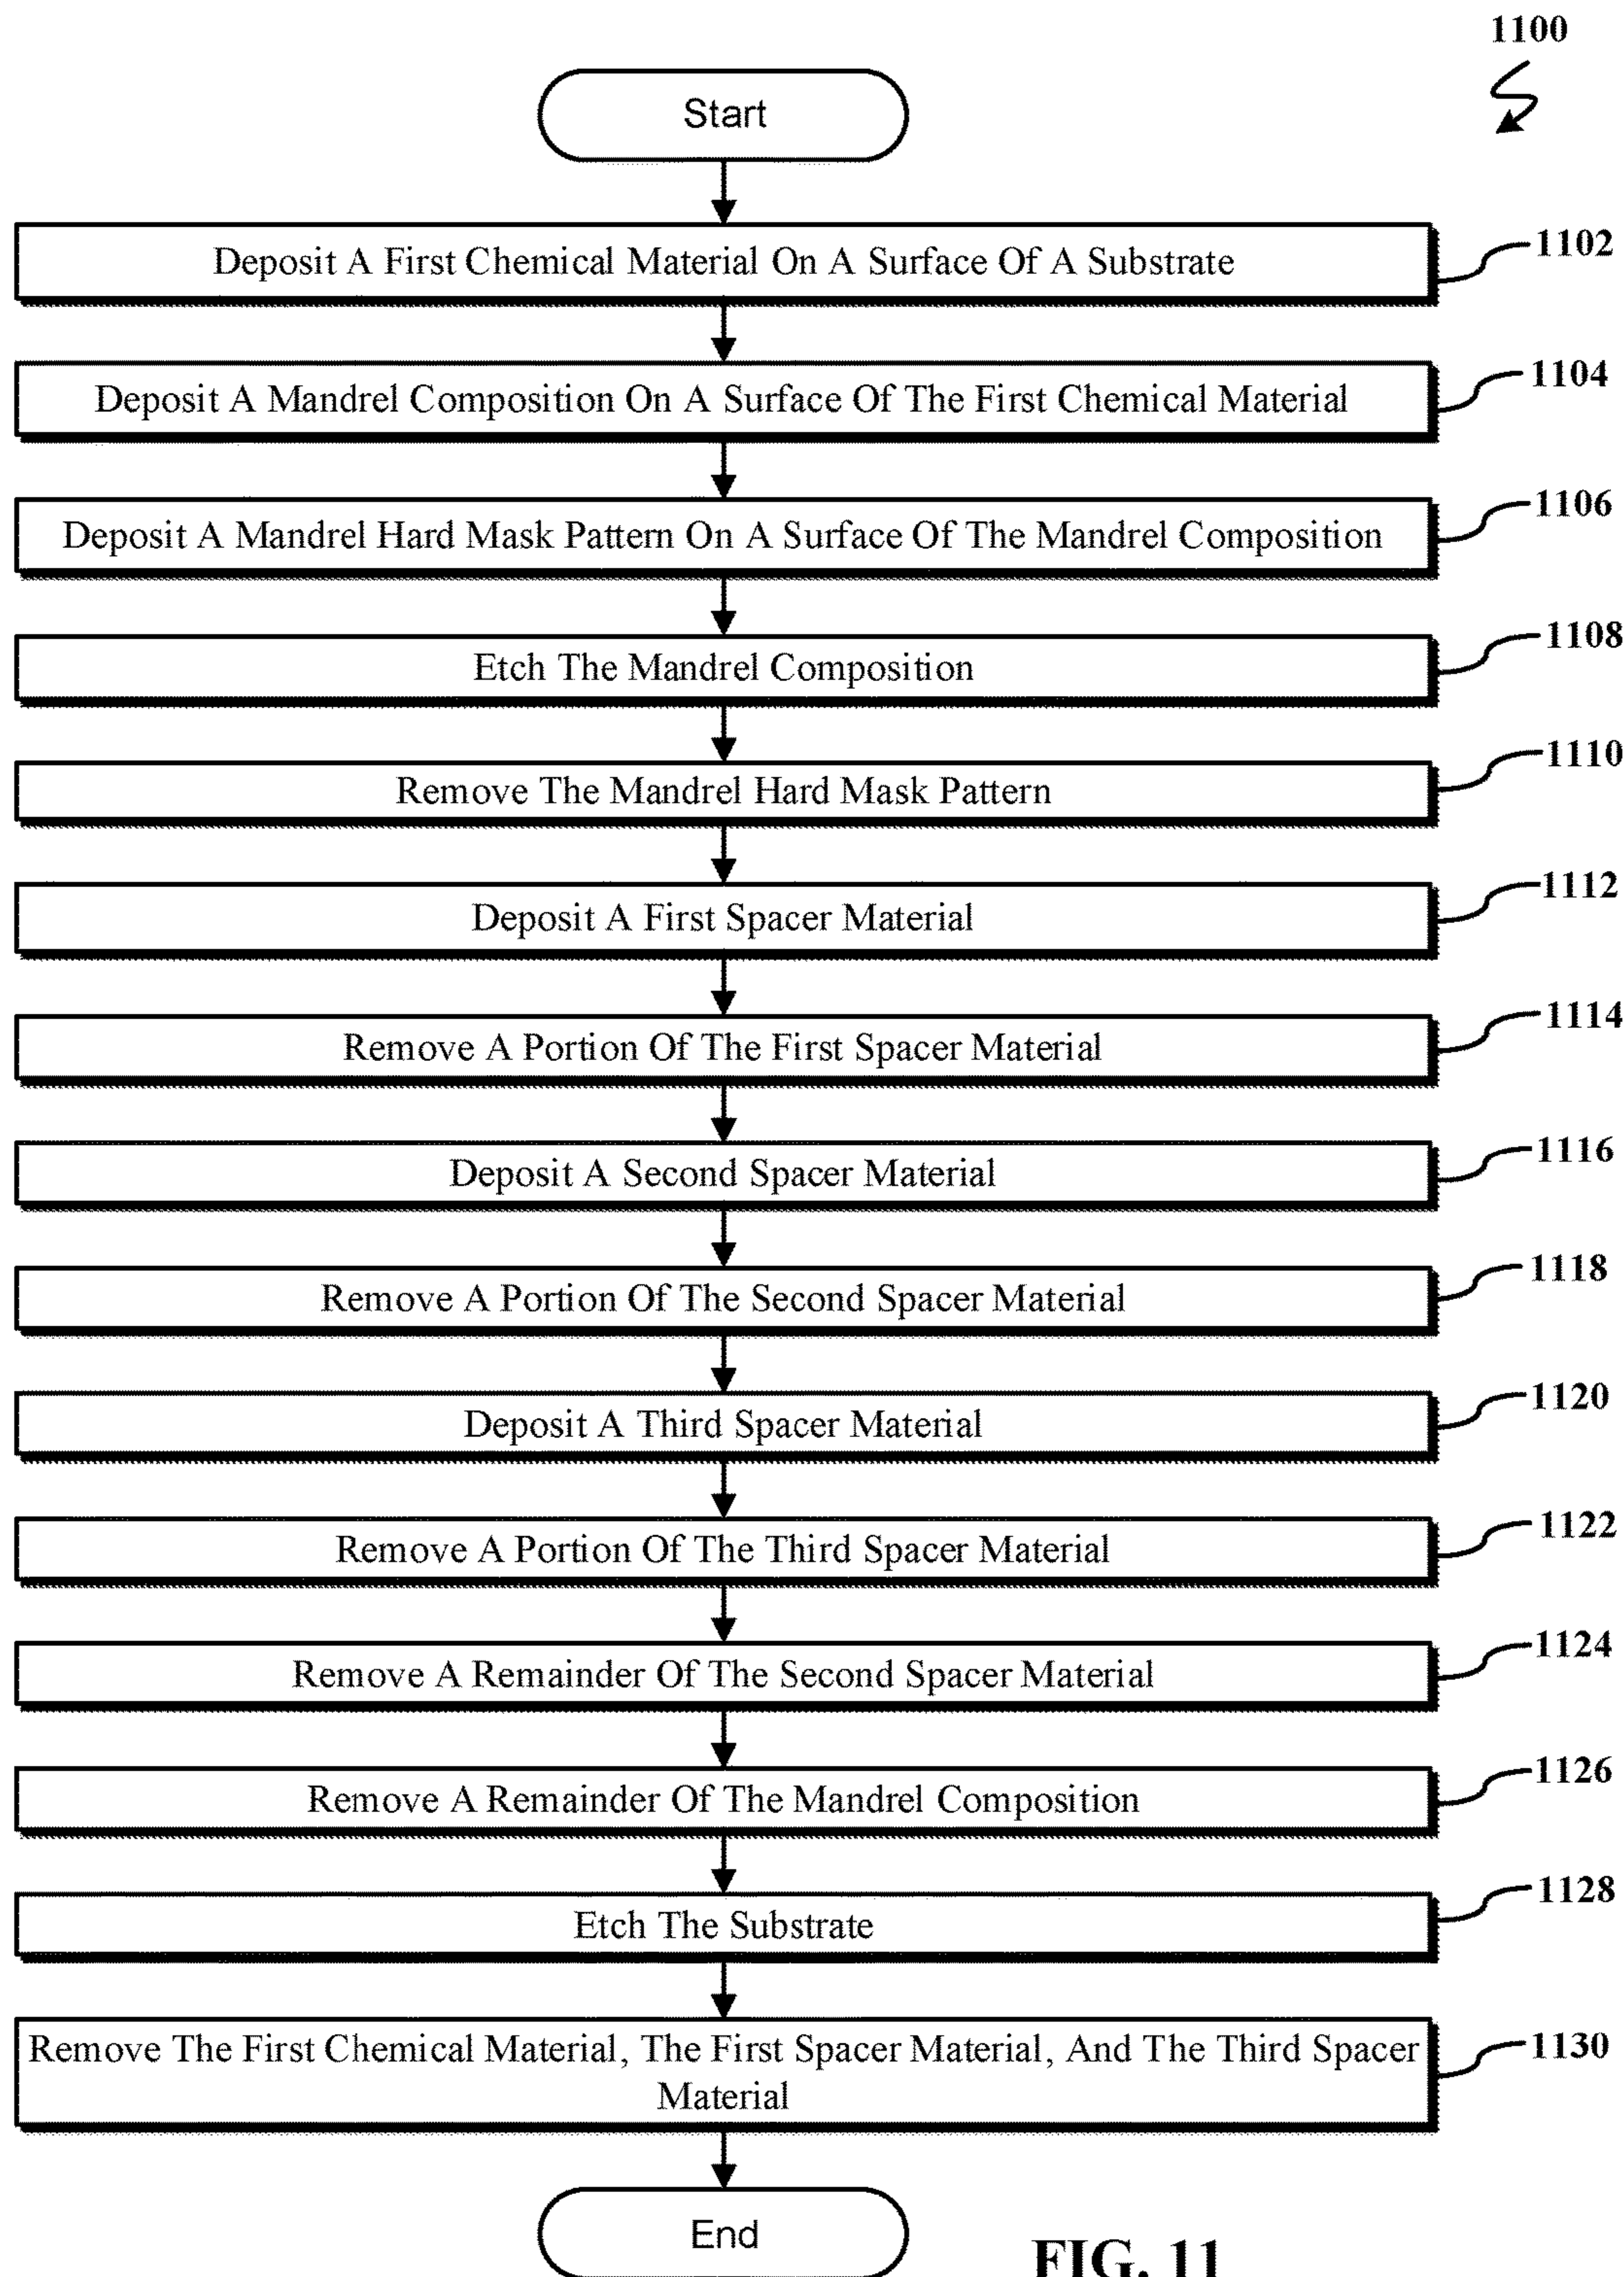 1100
Start
Deposit A First Chemical Material On A Surface Of A Substrate
1102
Deposit A Mandrel Composition On A Surface Of The First Chemical Material
1104
Deposit A Mandrel Hard Mask Pattern On A Surface Of The Mandrel Composition
1106
Etch The Mandrel Composition
1108
Remove The Mandrel Hard Mask Pattern
1110
Deposit A First Spacer Material
1112
Remove A Portion Of The First Spacer Material
1114
Deposit A Second Spacer Material
1116
Remove A Portion Of The Second Spacer Material
1118
Deposit A Third Spacer Material
1120
Remove A Portion Of The Third Spacer Material
1122
Remove A Remainder Of The Second Spacer Material
1124
Remove A Remainder Of The Mandrel Composition
1126
Etch The Substrate
1128
Remove The First Chemical Material, The First Spacer Material, And The Third Spacer
Material
1130
End
FIG. 11